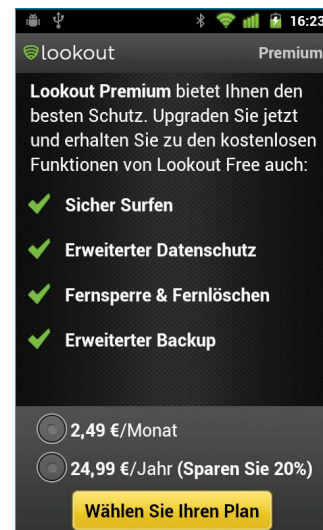 16:23
lookout Premium
Lookout Premium bietet Ihnen den
besten Schutz. Upgraden Sie jetzt
und erhalten Sie zu den kostenlosen
Funktionen von Lookout Free auch:
Sicher Surfen
Erweiterter Datenschutz
Fernsperre & Fernlöschen
Erweiterter Backup
2,49 €/Monat
24,99 €/Jahr (Sparen Sie 20%)
Wählen Sie Ihren Plan